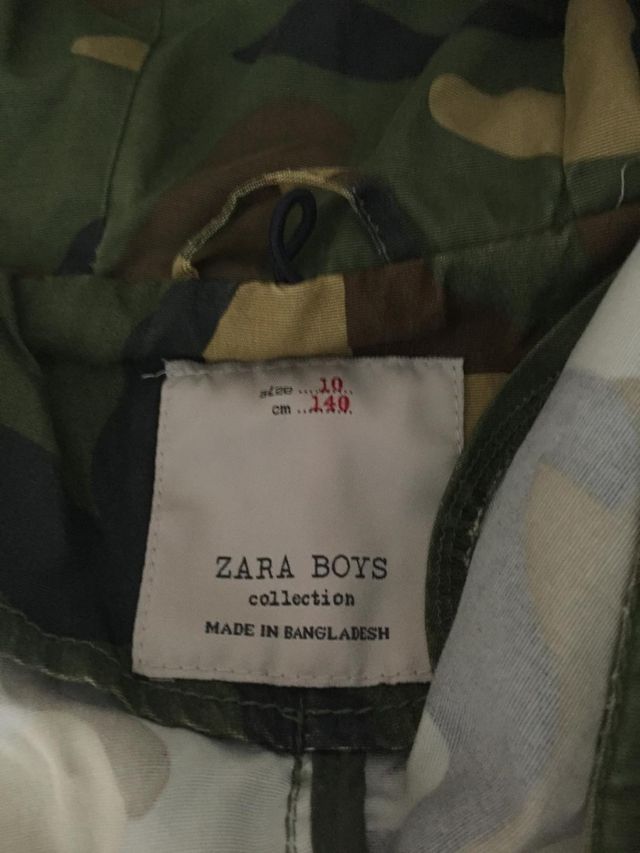 size ....10....
cm ....140....
ZARA BOYS
collection
MADE IN BANGLADESH